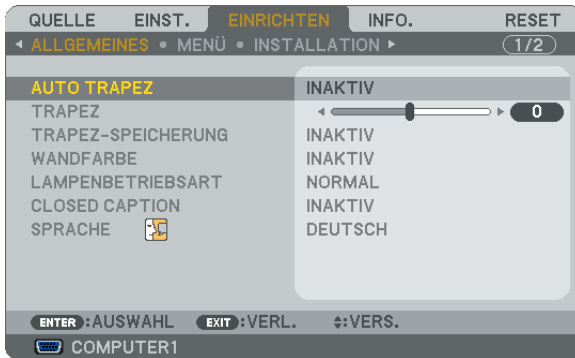 QUELLE EINST. EINRICHTEN INFO. RESET
ALLGEMEINES • MENÜ • INSTALLATION 1/2
AUTO TRAPEZ INAKTIV
TRAPEZ 0
TRAPEZ-SPEICHERUNG INAKTIV
WANDFARBE INAKTIV
LAMPENBETRIEBSART NORMAL
CLOSED CAPTION INAKTIV
SPRACHE DEUTSCH
ENTER :AUSWAHL EXIT :VERL. :VERS.
COMPUTER1